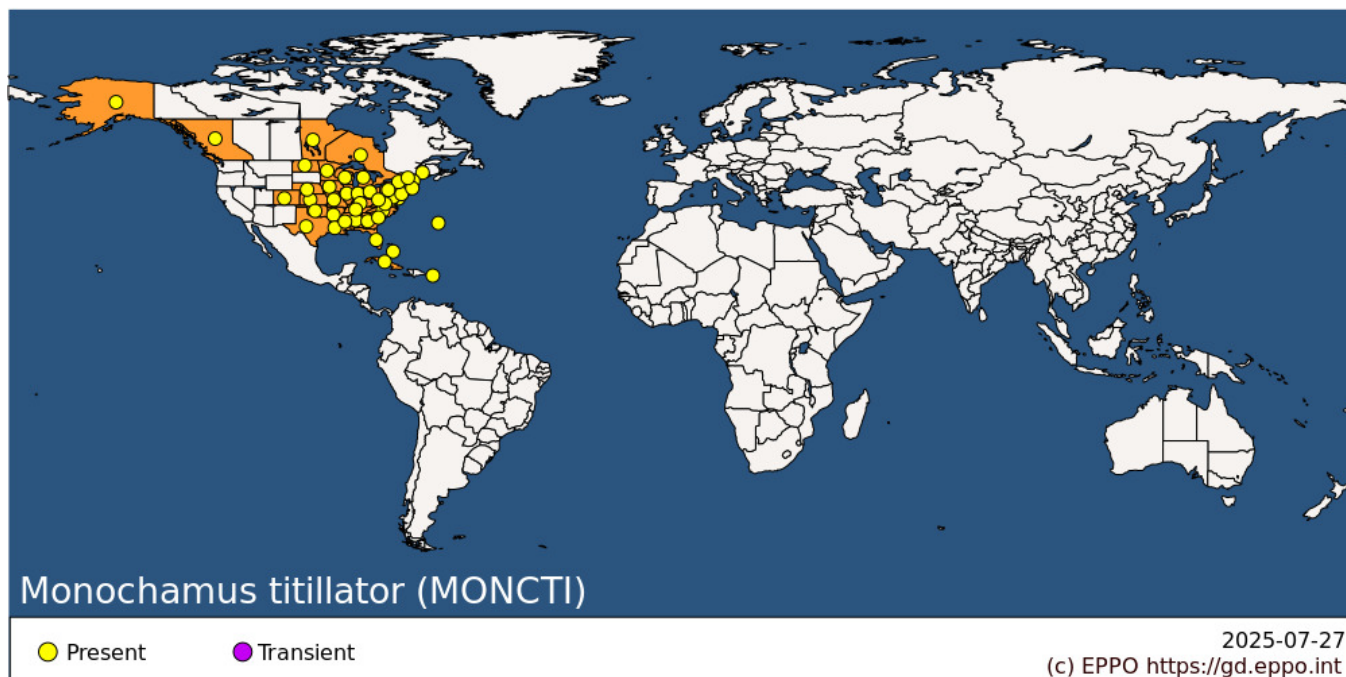 Monochamus titillator (MONCTI)
Present
Transient
2025-07-27
(c) EPPO https://gd.eppo.int